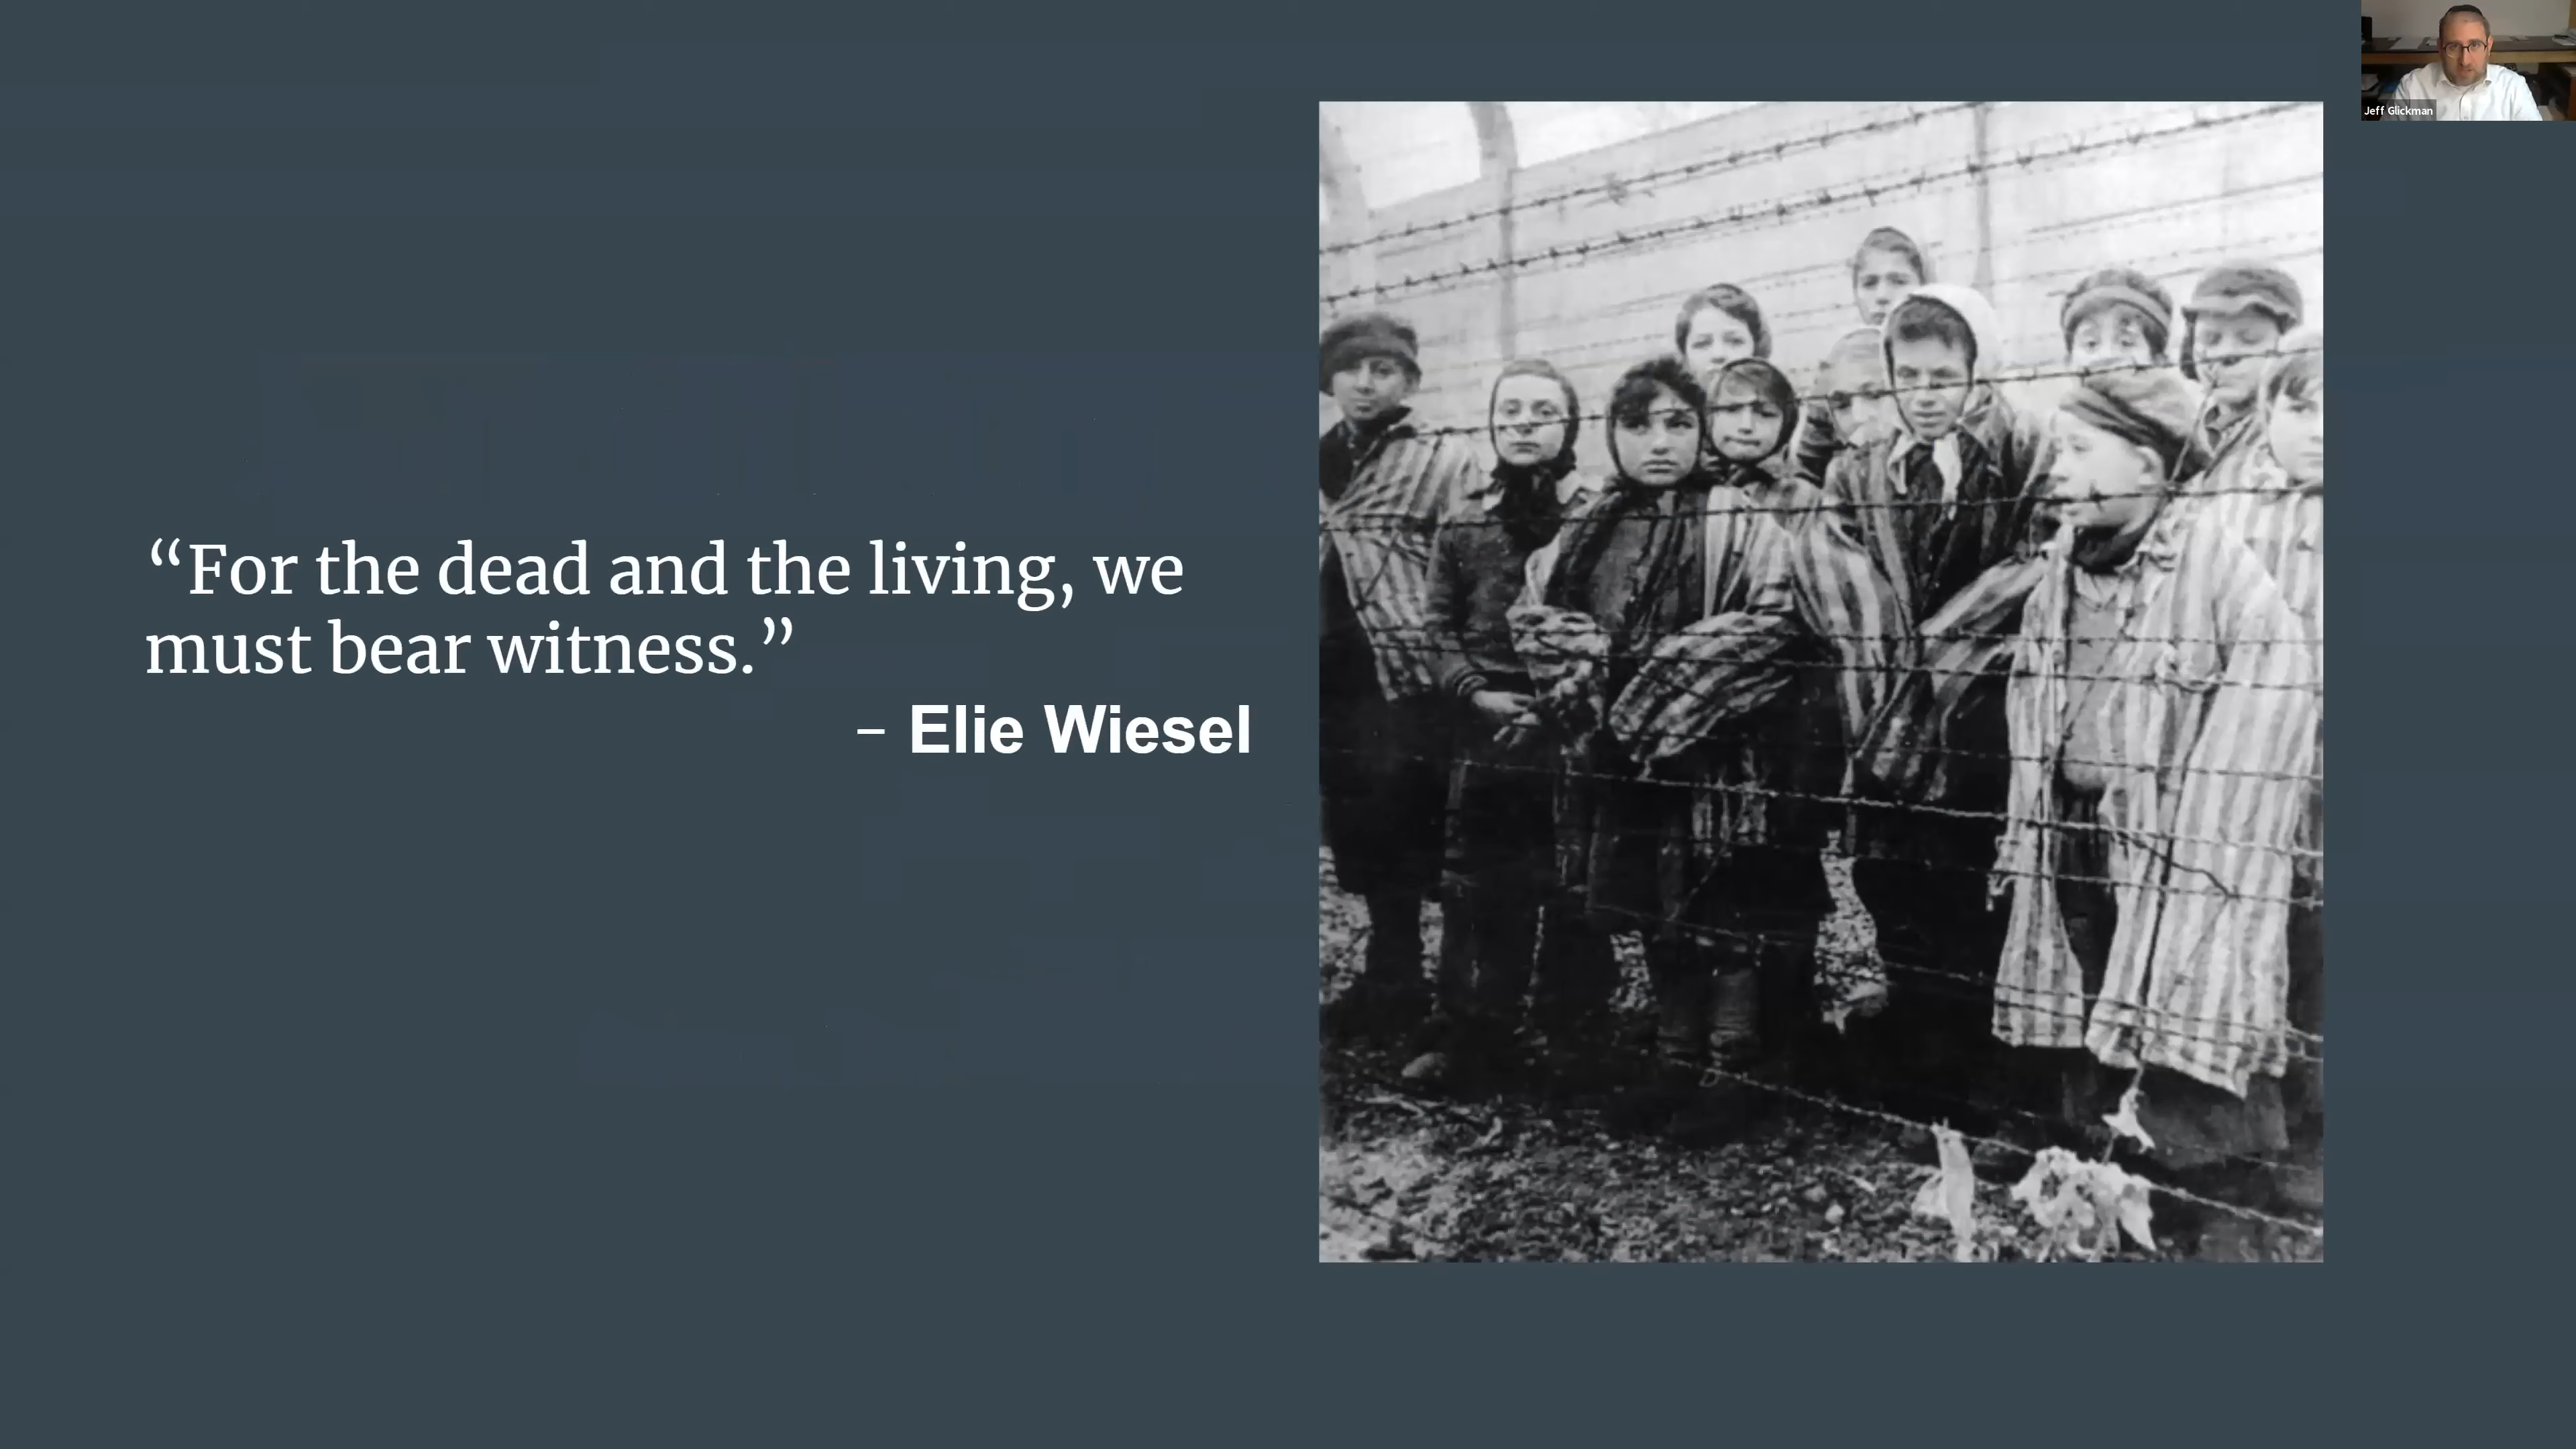 “For the dead and the living, we
must bear witness.”
– Elie Wiesel
Jeff Glickman